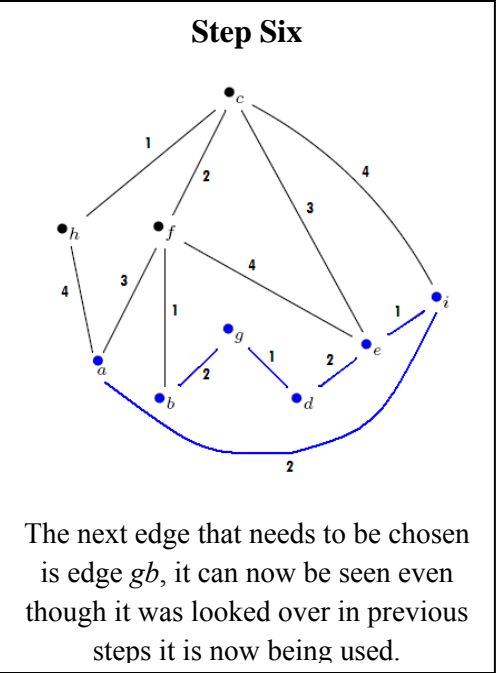 Step Six
c
1
2
4
3
h
f
4
4
3
1
1
i
g
e
2
1
2
a
b
d
2
The next edge that needs to be chosen
is edge gb, it can now be seen even
though it was looked over in previous
steps it is now being used.